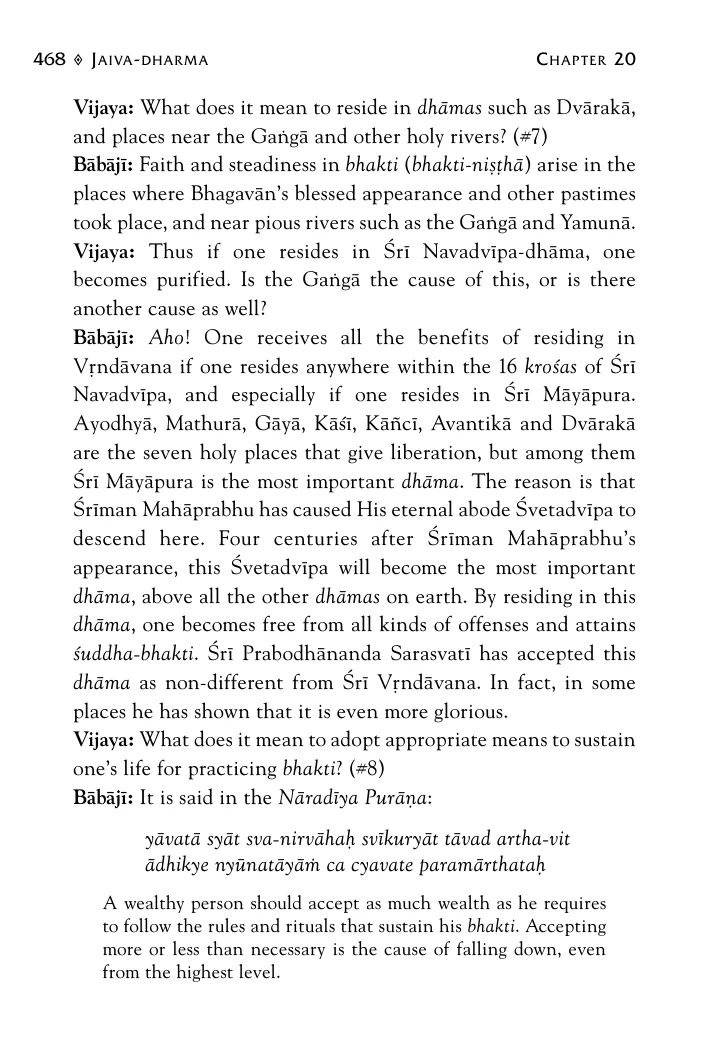 468 ◊ Jaiva-dharma Chapter 20
Vijaya: What does it mean to reside in dhāmas such as Dvārakā,
and places near the Gaṅgā and other holy rivers? (#7)
Bābājī: Faith and steadiness in bhakti (bhakti-niṣṭhā) arise in the
places where Bhagavān’s blessed appearance and other pastimes
took place, and near pious rivers such as the Gaṅgā and Yamunā.
Vijaya: Thus if one resides in Śrī Navadvīpa-dhāma, one
becomes purified. Is the Gaṅgā the cause of this, or is there
another cause as well?
Bābājī: Aho! One receives all the benefits of residing in
Vṛndāvana if one resides anywhere within the 16 krośas of Śrī
Navadvīpa, and especially if one resides in Śrī Māyāpura.
Ayodhyā, Mathurā, Gāyā, Kāśī, Kāñcī, Avantikā and Dvārakā
are the seven holy places that give liberation, but among them
Śrī Māyāpura is the most important dhāma. The reason is that
Śrīman Mahāprabhu has caused His eternal abode Śvetadvīpa to
descend here. Four centuries after Śrīman Mahāprabhu’s
appearance, this Śvetadvīpa will become the most important
dhāma, above all the other dhāmas on earth. By residing in this
dhāma, one becomes free from all kinds of offenses and attains
śuddha-bhakti. Śrī Prabodhānanda Sarasvatī has accepted this
dhāma as non-different from Śrī Vṛndāvana. In fact, in some
places he has shown that it is even more glorious.
Vijaya: What does it mean to adopt appropriate means to sustain
one’s life for practicing bhakti? (#8)
Bābājī: It is said in the Nāradīya Purāṇa:
yāvatā syāt sva-nirvāhaḥ svīkuryāt tāvad artha-vit
ādhikye nyūnatāyāṁ ca cyavate paramārthataḥ
A wealthy person should accept as much wealth as he requires
to follow the rules and rituals that sustain his bhakti. Accepting
more or less than necessary is the cause of falling down, even
from the highest level.